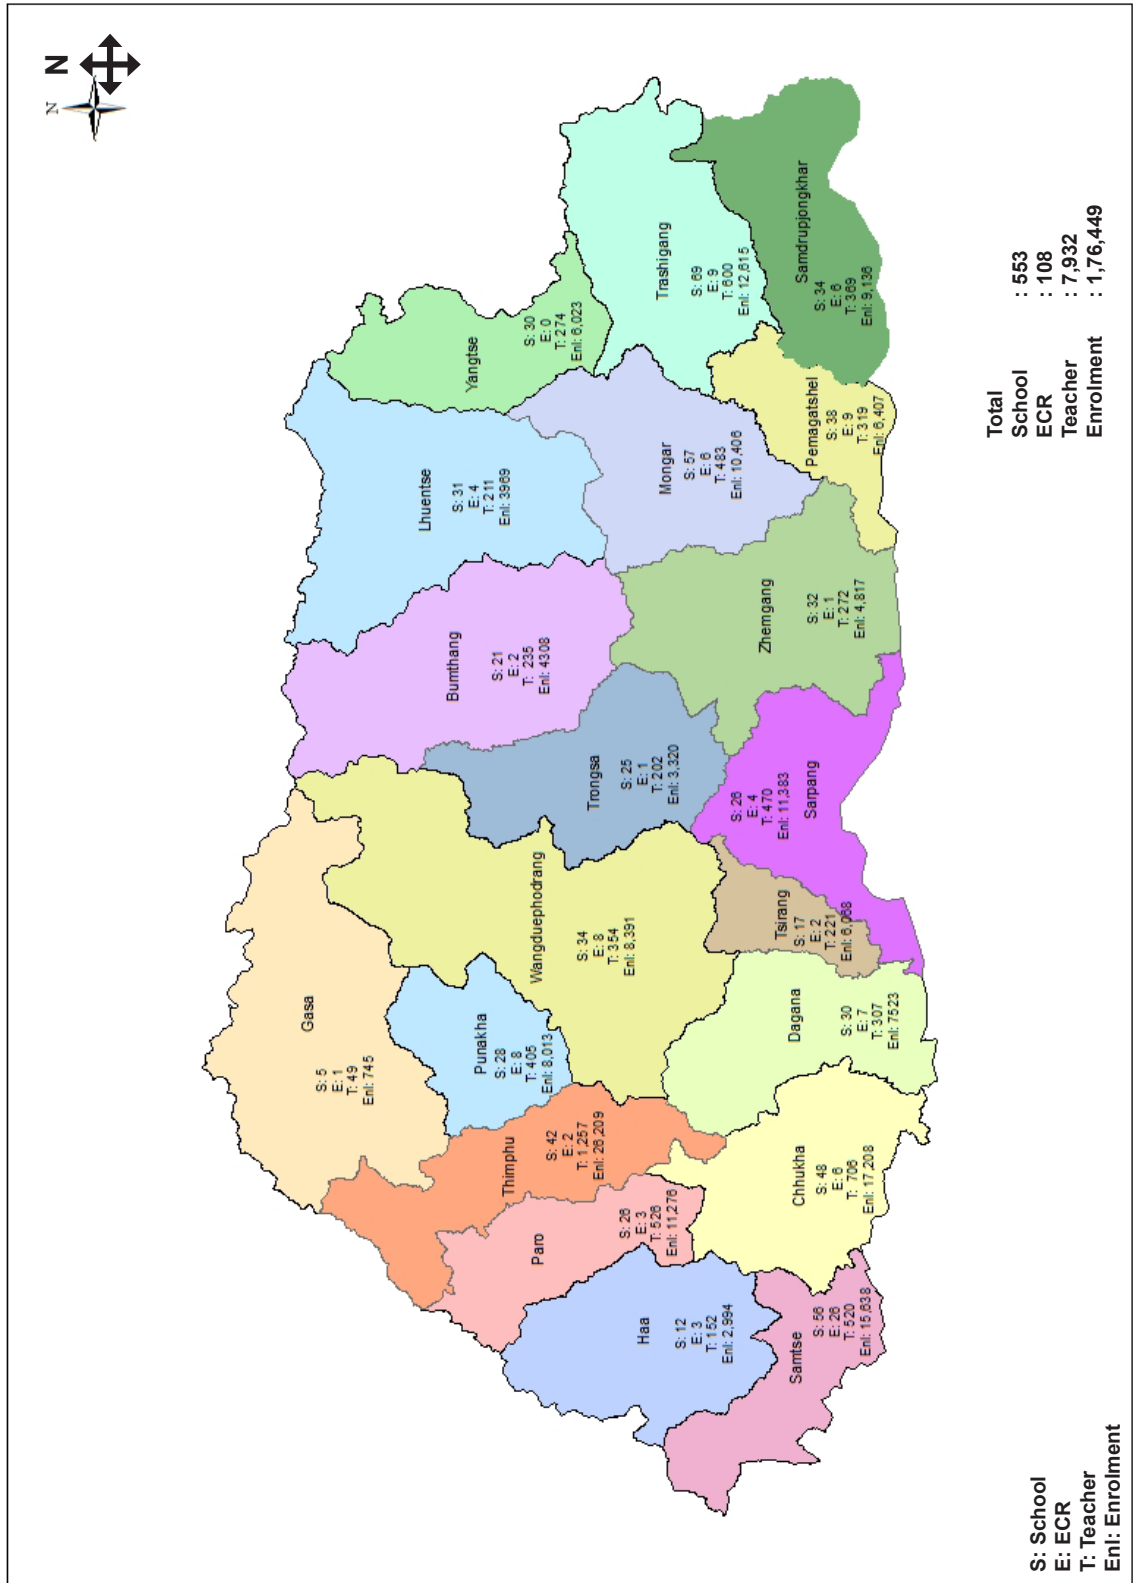 N
N
Gasa
S: 5
E: 1
T: 49
Enl: 745
Punakha
S: 28
E: 8
T: 405
Enl: 8,013
Thimphu
S: 42
E: 2
T: 1,257
Enl: 26,209
Paro
S: 26
E: 3
T: 526
Enl: 11,276
Haa
S: 12
E: 3
T: 152
Enl: 2,994
Samtse
S: 56
E: 26
T: 520
Enl: 15,638
Chhukha
S: 48
E: 6
T: 706
Enl: 17,208
Dagana
S: 30
E: 7
T: 307
Enl: 7523
Tsirang
S: 17
E: 2
T: 221
Enl: 6,068
Wangduephodrang
S: 34
E: 8
T: 354
Enl: 8,391
Trongsa
S: 25
E: 1
T: 202
Enl: 3,320
S: 26
E: 4
T: 470
Enl: 11,383
Sarpang
Bumthang
S: 21
E: 2
T: 235
Enl: 4308
Zhemgang
S: 32
E: 1
T: 272
Enl: 4,817
Lhuentse
S: 31
E: 4
T: 211
Enl: 3969
Mongar
S: 57
E: 6
T: 483
Enl: 10,406
Yangtse
S: 30
E: 0
T: 274
Enl: 6,023
Trashigang
S: 69
E: 9
T: 600
Enl: 12,615
Pemagatshel
S: 38
E: 9
T: 319
Enl: 6,407
Samdrupjongkhar
S: 34
E: 6
T: 369
Enl: 9,136
S: School
E: ECR
T: Teacher
Enl: Enrolment
Total
School : 553
ECR : 108
Teacher : 7,932
Enrolment : 1,76,449